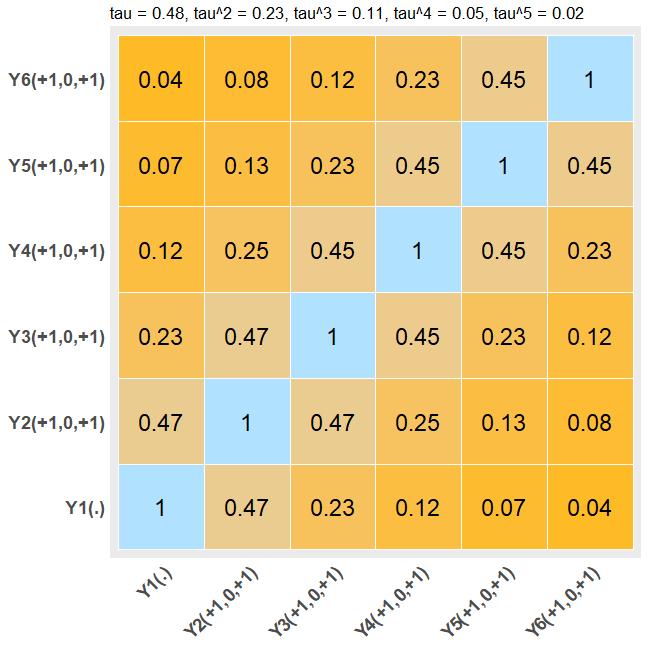 tau = 0.48, tau^2 = 0.23, tau^3 = 0.11, tau^4 = 0.05, tau^5 = 0.02
Y6(+1,0,+1) 0.04 0.08 0.12 0.23 0.45 1
Y5(+1,0,+1) 0.07 0.13 0.23 0.45 1 0.45
Y4(+1,0,+1) 0.12 0.25 0.45 1 0.45 0.23
Y3(+1,0,+1) 0.23 0.47 1 0.45 0.23 0.12
Y2(+1,0,+1) 0.47 1 0.47 0.25 0.13 0.08
Y1(.) 1 0.47 0.23 0.12 0.07 0.04
Y1(.) Y2(+1,0,+1) Y3(+1,0,+1) Y4(+1,0,+1) Y5(+1,0,+1) Y6(+1,0,+1)